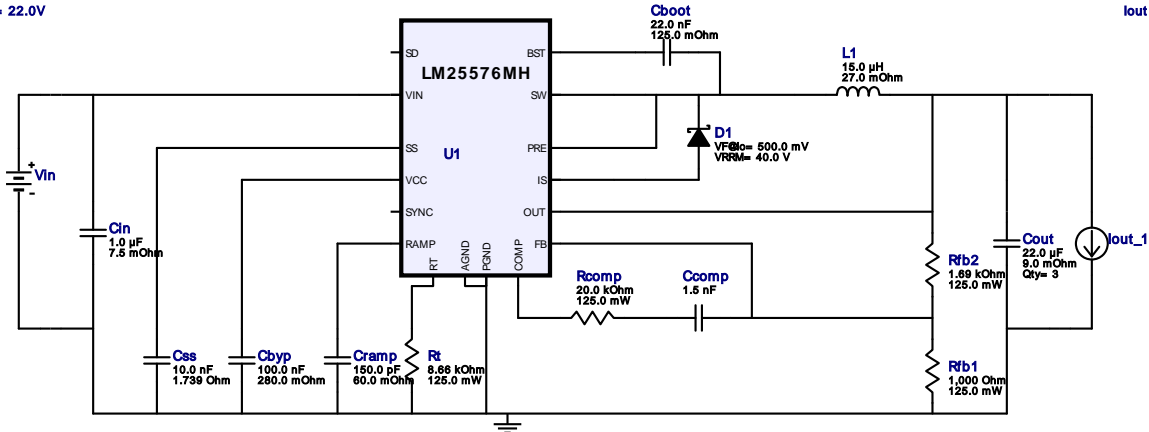 = 22.0V
Iout
Cboot
22.0 nF
125.0 mOhm
SD
BST
LM25576MH
L1
15.0 µH
27.0 mOhm
VIN
SW
D1
VRRM= 40.0 V
SS
U1
PRE
Vin
VCC
IS
SYNC
OUT
Cin
1.0 µF
7.5 mOhm
RAMP
RT
AGND
PGND
COMP
FB
Cout
22.0 µF
9.0 mOhm
Qty= 3
Iout_1
Rfb2
1.69 kOhm
125.0 mW
Rcomp
20.0 kOhm
125.0 mW
Ccomp
1.5 nF
Css
10.0 nF
1.739 Ohm
Cbyp
100.0 nF
280.0 mOhm
Cramp
150.0 pF
60.0 mOhm
Rt
8.66 kOhm
125.0 mW
Rfb1
1,000 Ohm
125.0 mW